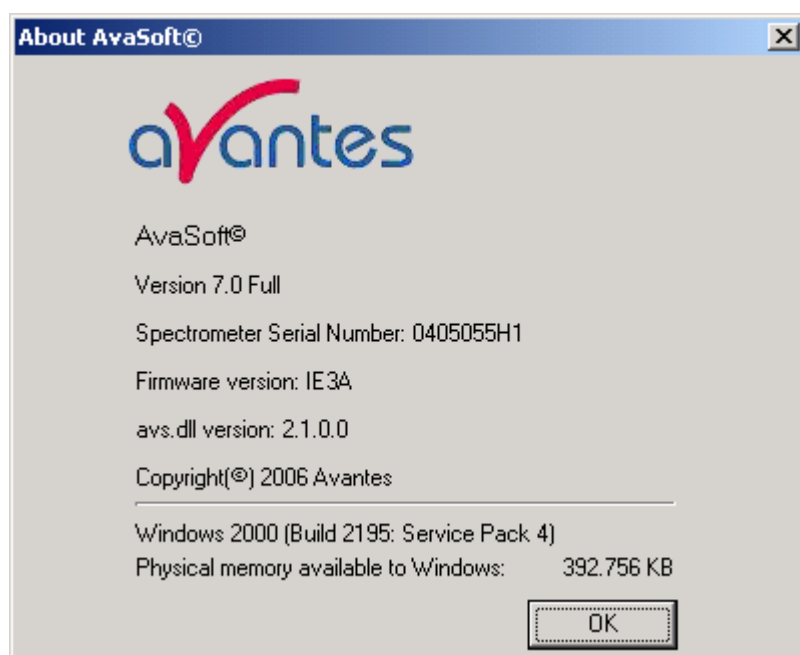 About AvaSoft©
avantes
AvaSoft©
Version 7.0 Full
Spectrometer Serial Number: 0405055H1
Firmware version: IE3A
avs.dll version: 2.1.0.0
Copyright(©) 2006 Avantes
Windows 2000 (Build 2195: Service Pack 4)
Physical memory available to Windows: 392.756 KB
OK